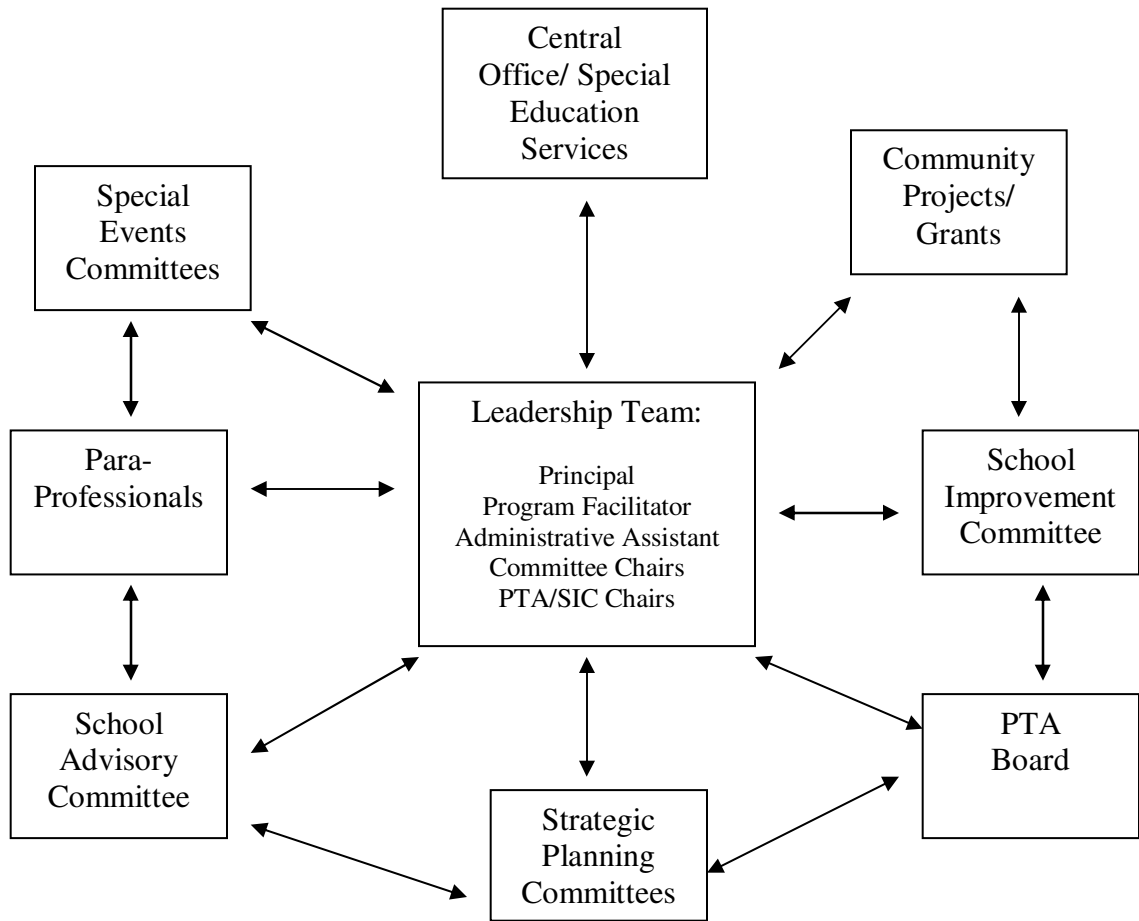 Central
Office/ Special
Education
Services
Community
Projects/
Grants
Special
Events
Committees
Leadership Team:
Principal
Program Facilitator
Administrative Assistant
Committee Chairs
PTA/SIC Chairs
Para-
Professionals
School
Improvement
Committee
School
Advisory
Committee
PTA
Board
Strategic
Planning
Committees